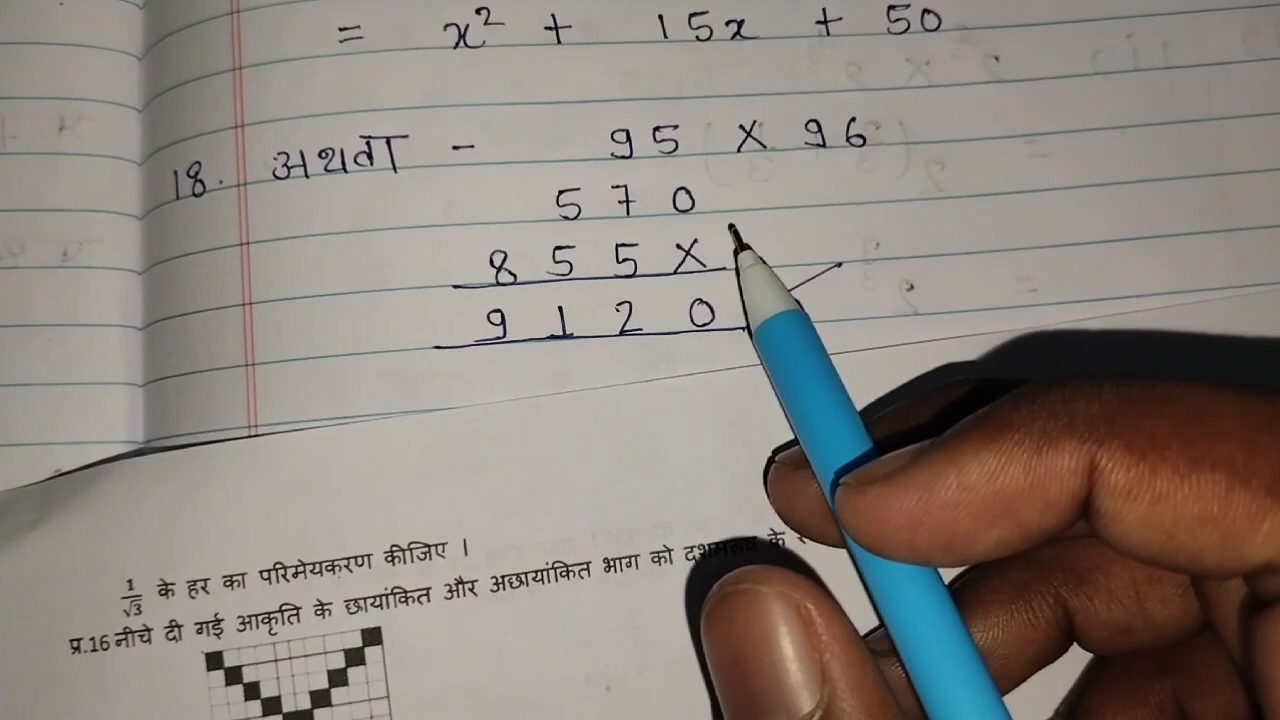 = x² + 15x + 50
18. अथवा - 95 × 96
570
855×
9120
1/√3 के हर का परिमेयकरण कीजिए ।
प्र.16 नीचे दी गई आकृति के छायांकित और अछायांकित भाग को दशमलव के